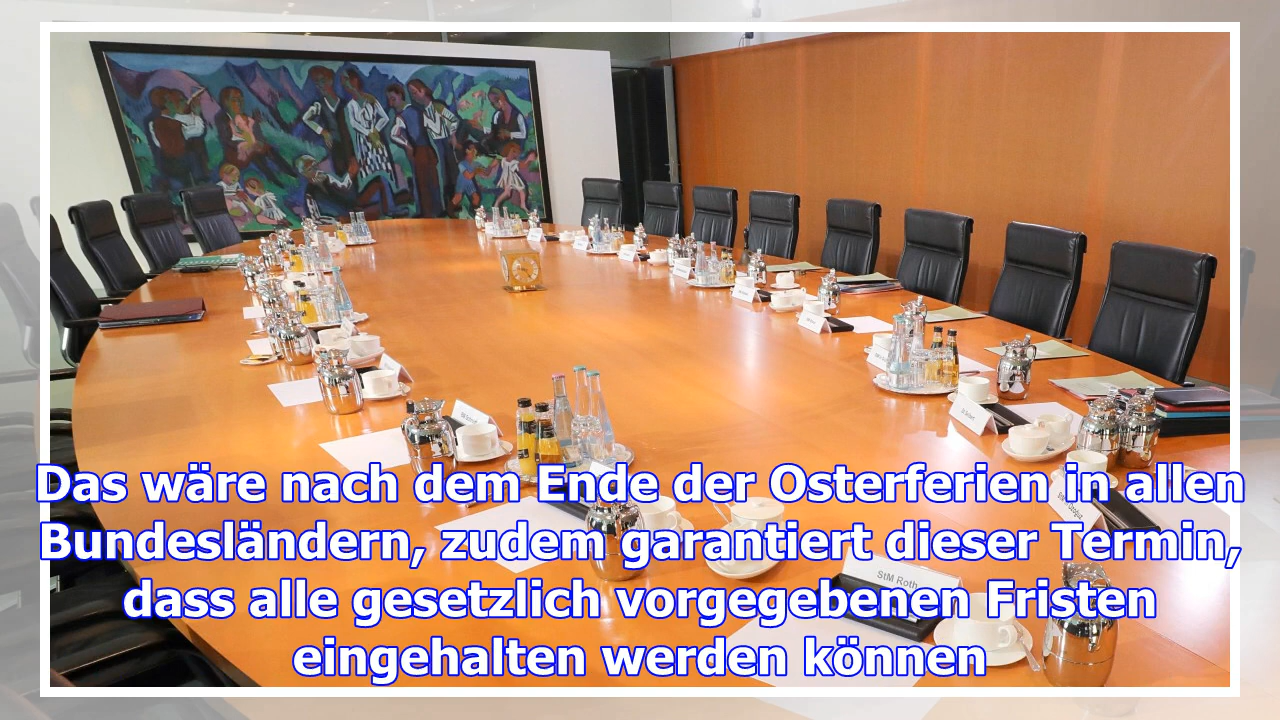 Das wäre nach dem Ende der Osterferien in allen
Bundesländern, zudem garantiert dieser Termin,
dass alle gesetzlich vorgegebenen Fristen
eingehalten werden können
StM Roth